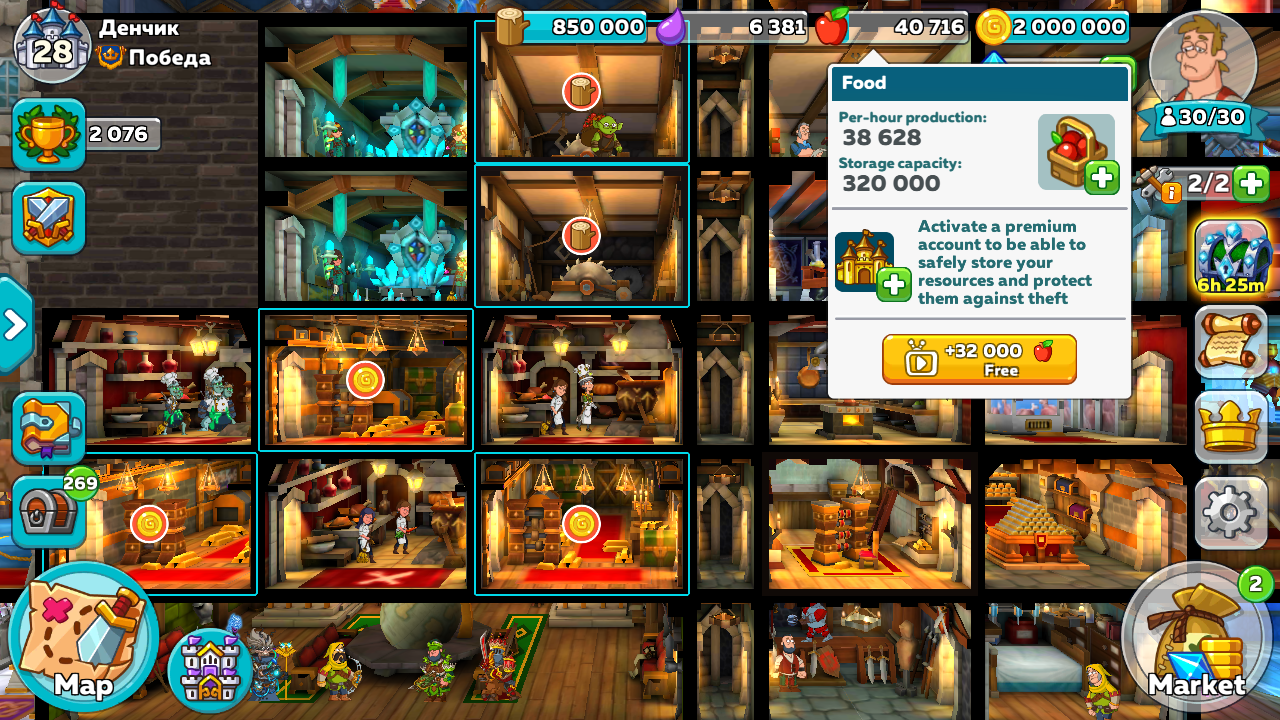 28
Денчик
Победа
850 000
6 381
40 716
2 000 000
2 076
30/30
2/2
6h 25m
Food
Per-hour production:
38 628
Storage capacity:
320 000
Activate a premium
account to be able to
safely store your
resources and protect
them against theft
+32 000
Free
269
Map
2
Market